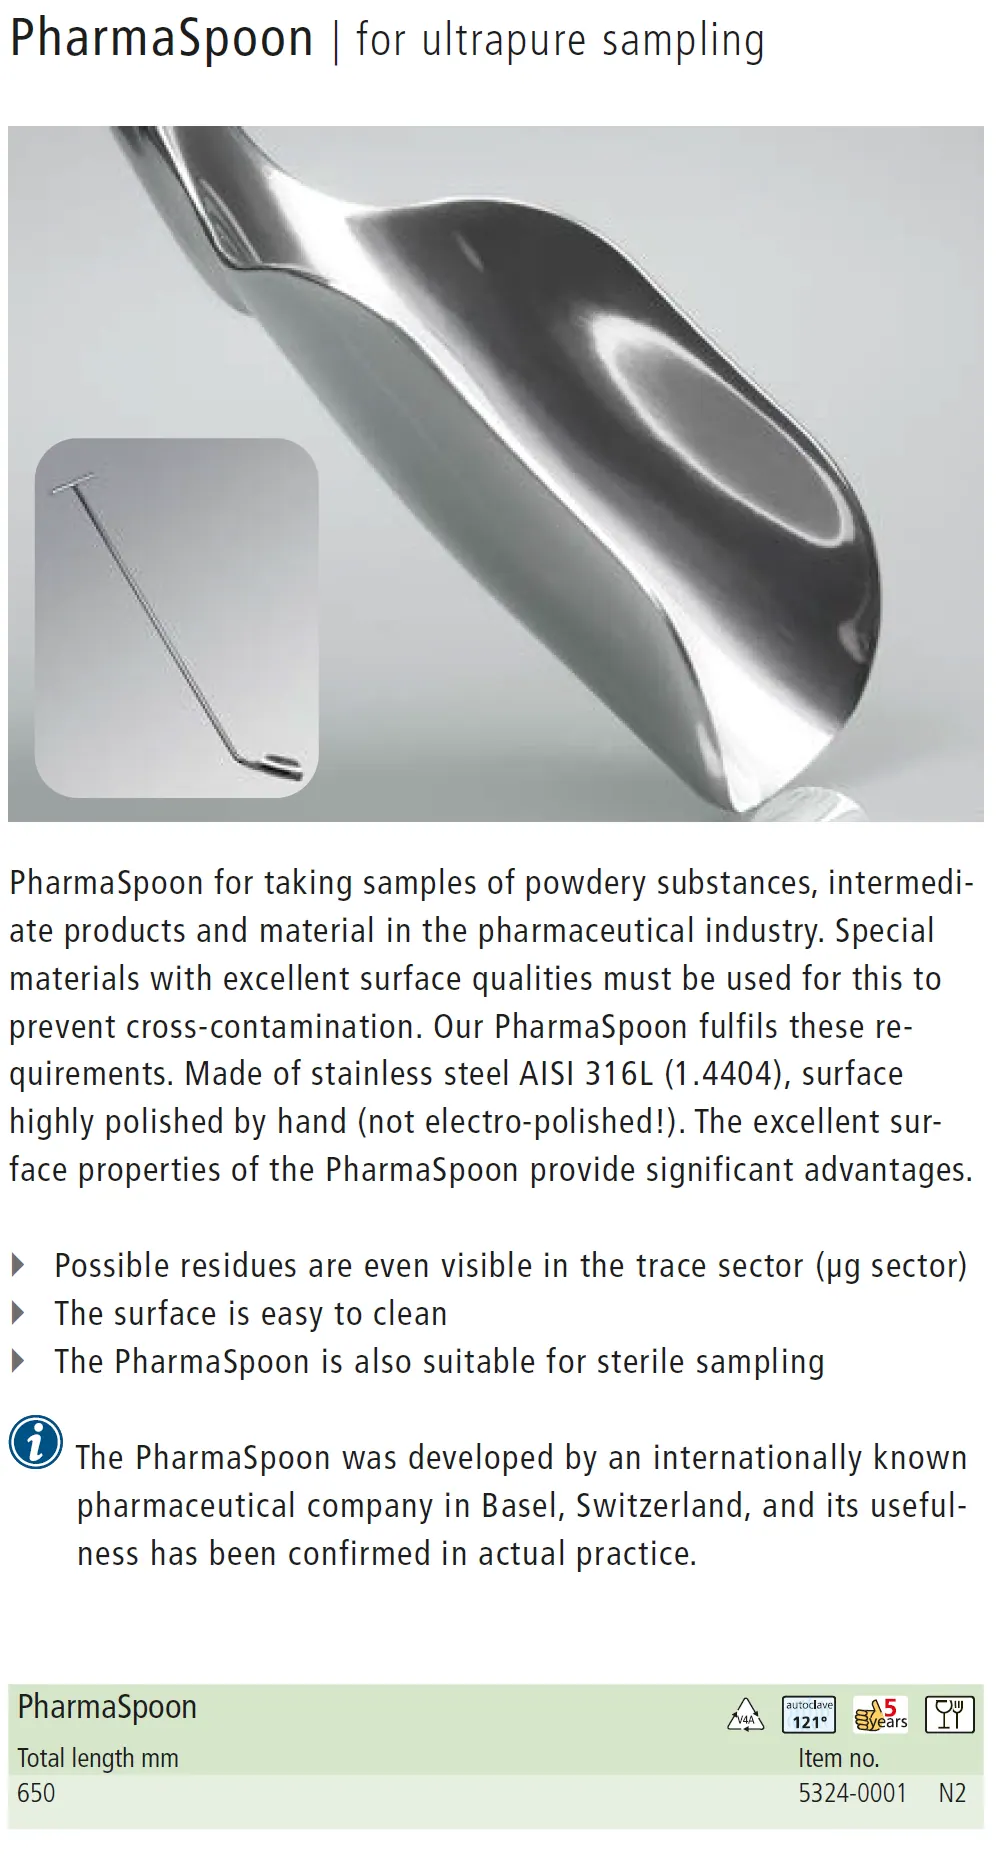 PharmaSpoon | for ultrapure sampling
PharmaSpoon for taking samples of powdery substances, intermedi-
ate products and material in the pharmaceutical industry. Special
materials with excellent surface qualities must be used for this to
prevent cross-contamination. Our PharmaSpoon fulfils these re-
quirements. Made of stainless steel AISI 316L (1.4404), surface
highly polished by hand (not electro-polished!). The excellent sur-
face properties of the PharmaSpoon provide significant advantages.
Possible residues are even visible in the trace sector (µg sector)
The surface is easy to clean
The PharmaSpoon is also suitable for sterile sampling
i
The PharmaSpoon was developed by an internationally known
pharmaceutical company in Basel, Switzerland, and its useful-
ness has been confirmed in actual practice.
PharmaSpoon
V4A
autoclave
121°
5
years
Total length mm Item no.
650 5324-0001 N2